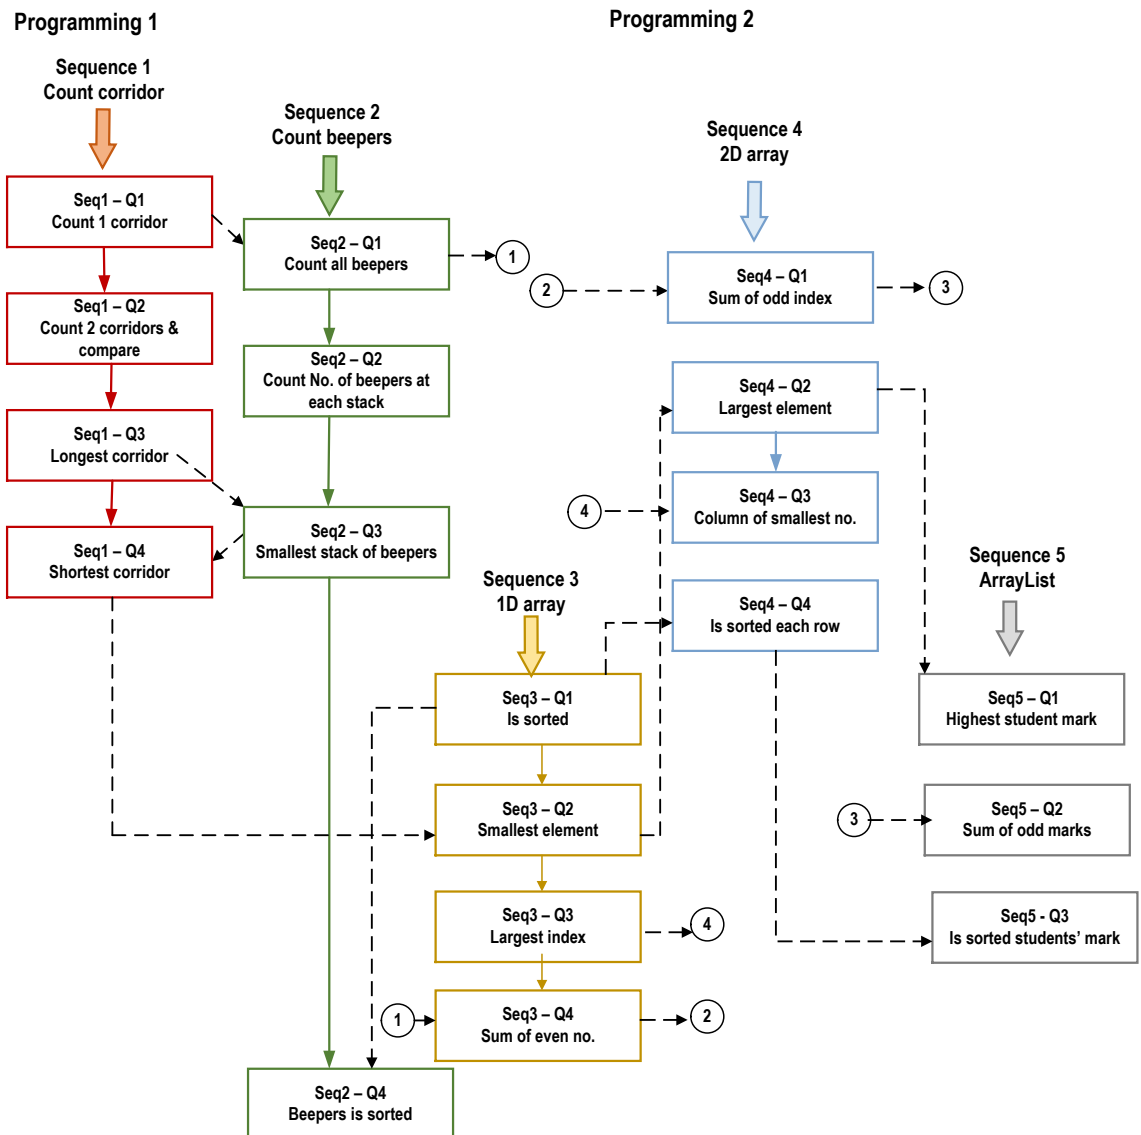 Programming 1
Programming 2
Sequence 1
Count corridor
Sequence 2
Count beepers
Sequence 4
2D array
Seq1 – Q1
Count 1 corridor
Seq2 – Q1
Count all beepers
1
2
Seq4 – Q1
Sum of odd index
3
Seq1 – Q2
Count 2 corridors &
compare
Seq2 – Q2
Count No. of beepers at
each stack
Seq4 – Q2
Largest element
Seq1 – Q3
Longest corridor
4
Seq4 – Q3
Column of smallest no.
Seq1 – Q4
Shortest corridor
Seq2 – Q3
Smallest stack of beepers
Sequence 3
1D array
Seq4 – Q4
Is sorted each row
Sequence 5
ArrayList
Seq3 – Q1
Is sorted
Seq5 – Q1
Highest student mark
Seq3 – Q2
Smallest element
3
Seq5 – Q2
Sum of odd marks
Seq3 – Q3
Largest index
4
Seq5 - Q3
Is sorted students' mark
1
Seq3 – Q4
Sum of even no.
2
Seq2 – Q4
Beepers is sorted